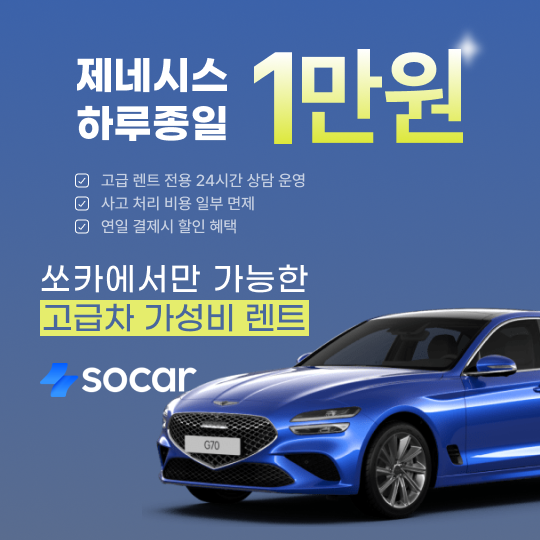 제네시스
하루종일
1만원
고급 렌트 전용 24시간 상담 운영
사고 처리 비용 일부 면제
연일 결제시 할인 혜택
쏘카에서만 가능한
고급차 가성비 렌트
socar
G70